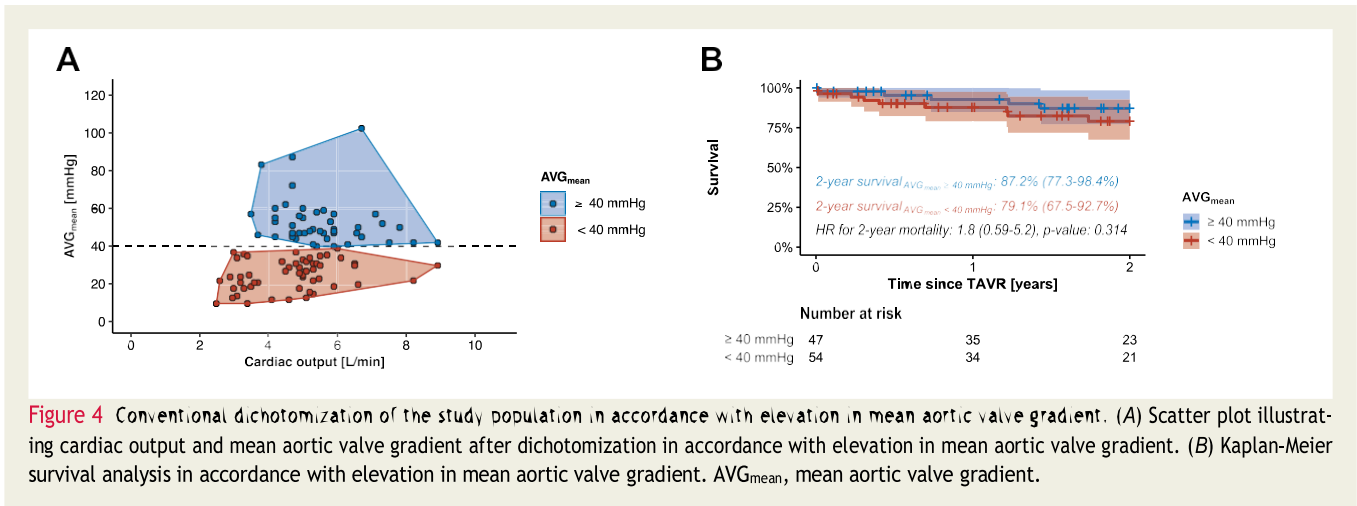 A
120
100
80
60
40
20
0
AVGmean [mmHg]
0 2 4 6 8 10
Cardiac output [L/min]
AVGmean
≥ 40 mmHg
< 40 mmHg
B
100%
75%
50%
25%
0%
Survival
2-year survival AVGmean ≥ 40 mmHg: 87.2% (77.3-98.4%)
2-year survival AVGmean < 40 mmHg: 79.1% (67.5-92.7%)
HR for 2-year mortality: 1.8 (0.59-5.2), p-value: 0.314
0 1 2
Time since TAVR [years]
AVGmean
≥ 40 mmHg
< 40 mmHg
Number at risk
≥ 40 mmHg 47 35 23
< 40 mmHg 54 34 21
Figure 4 Conventional dichotomization of the study population in accordance with elevation in mean aortic valve gradient. (A) Scatter plot illustrat-
ing cardiac output and mean aortic valve gradient after dichotomization in accordance with elevation in mean aortic valve gradient. (B) Kaplan-Meier
survival analysis in accordance with elevation in mean aortic valve gradient. AVGmean, mean aortic valve gradient.